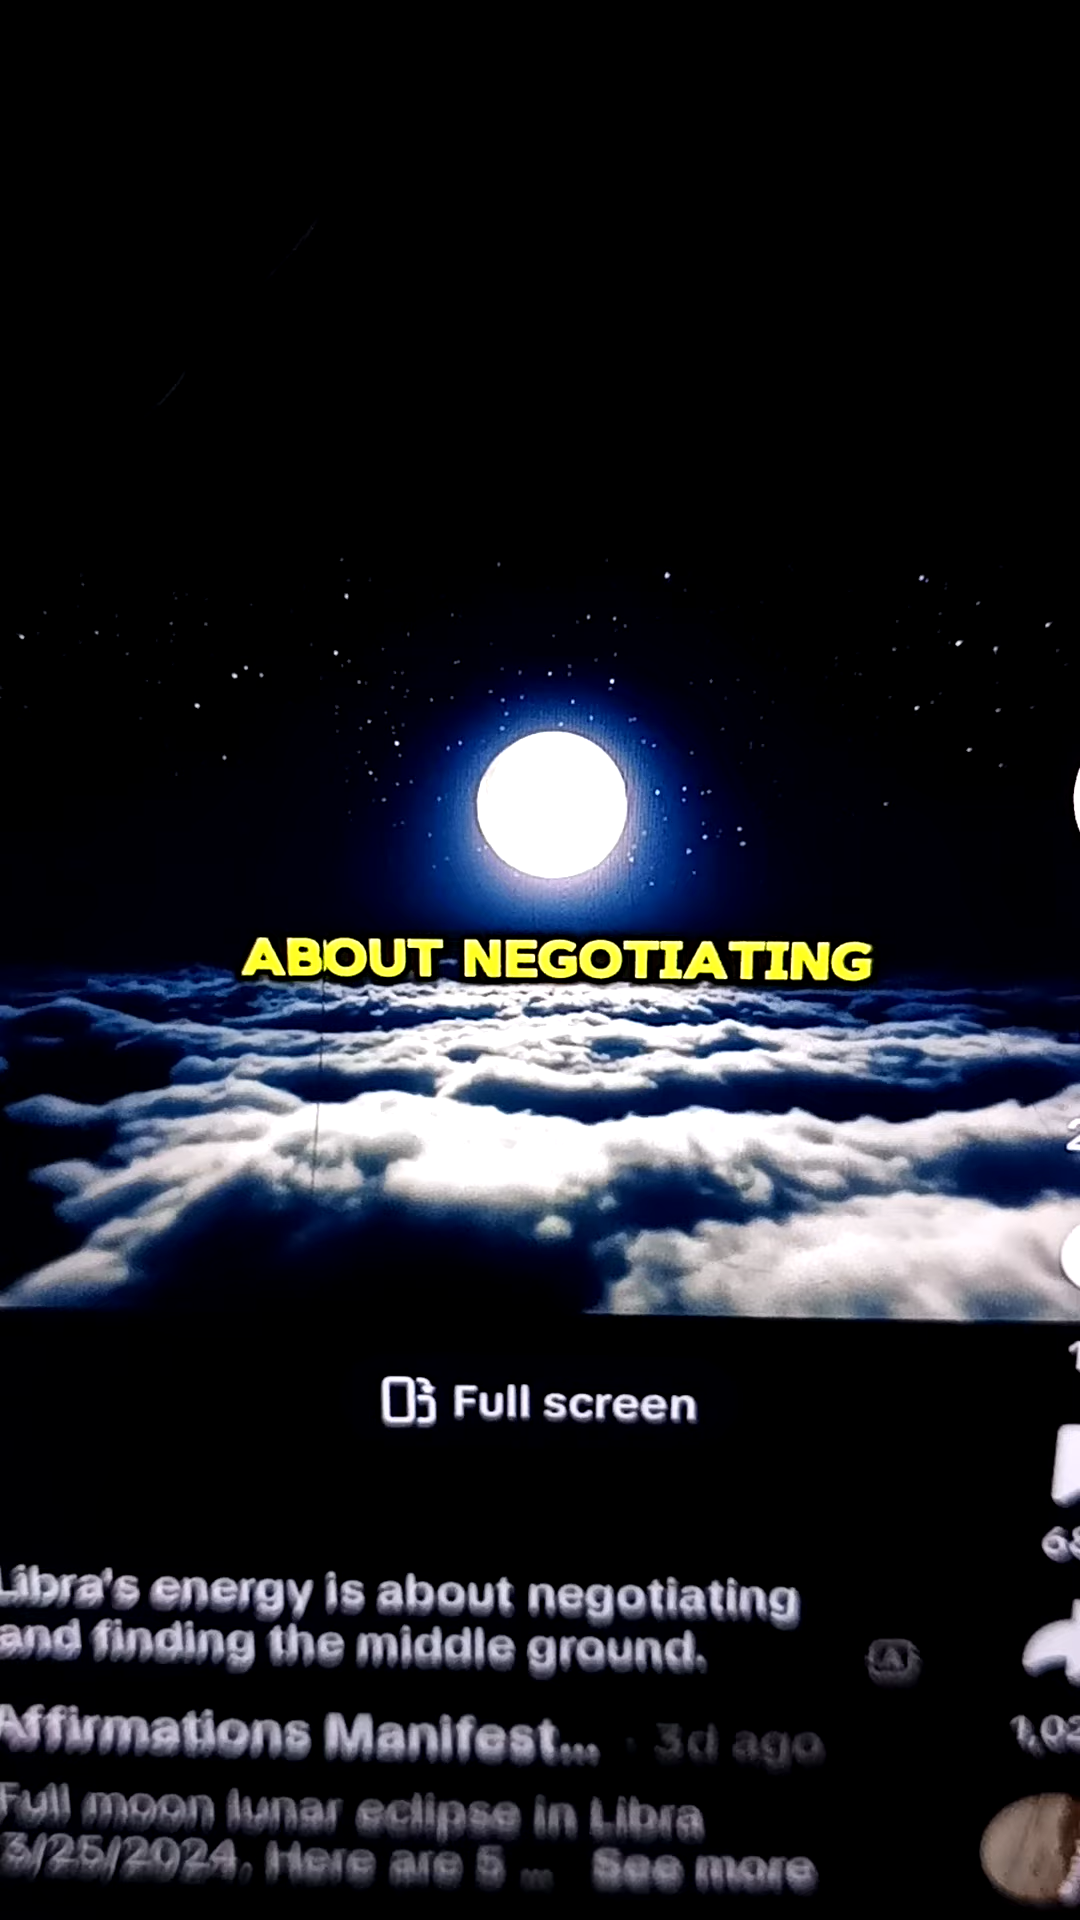 ABOUT NEGOTIATING
Full screen
Libra's energy is about negotiating
and finding the middle ground.
Affirmations Manifest... · 3d ago
Full moon lunar eclipse in Libra
3/25/2024. Here are 5 ... See more